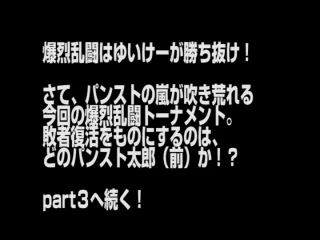 爆烈乱闘はゆいけーが勝ち抜け！
さて、パンストの嵐が吹き荒れる
今回の爆烈乱闘トーナメント。
敗者復活をものにするのは、
どのパンスト太郎（前）か！？
part３へ続く！